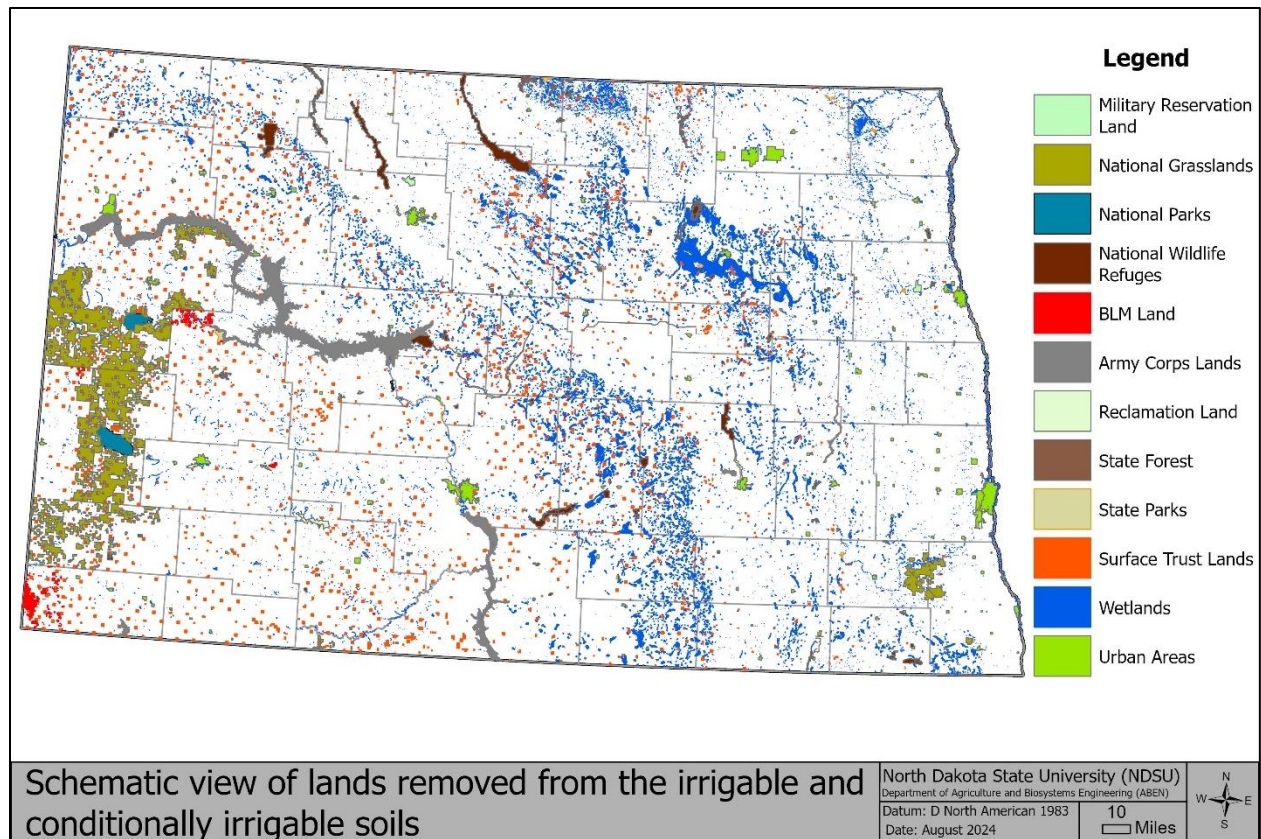 Legend
Military Reservation
Land
National Grasslands
National Parks
National Wildlife
Refuges
BLM Land
Army Corps Lands
Reclamation Land
State Forest
State Parks
Surface Trust Lands
Wetlands
Urban Areas
Schematic view of lands removed from the irrigable and
conditionally irrigable soils
North Dakota State University (NDSU)
Department of Agriculture and Biosystems Engineering (ABEN)
Datum: D North American 1983
Date: August 2024
10
Miles
N
W E
S